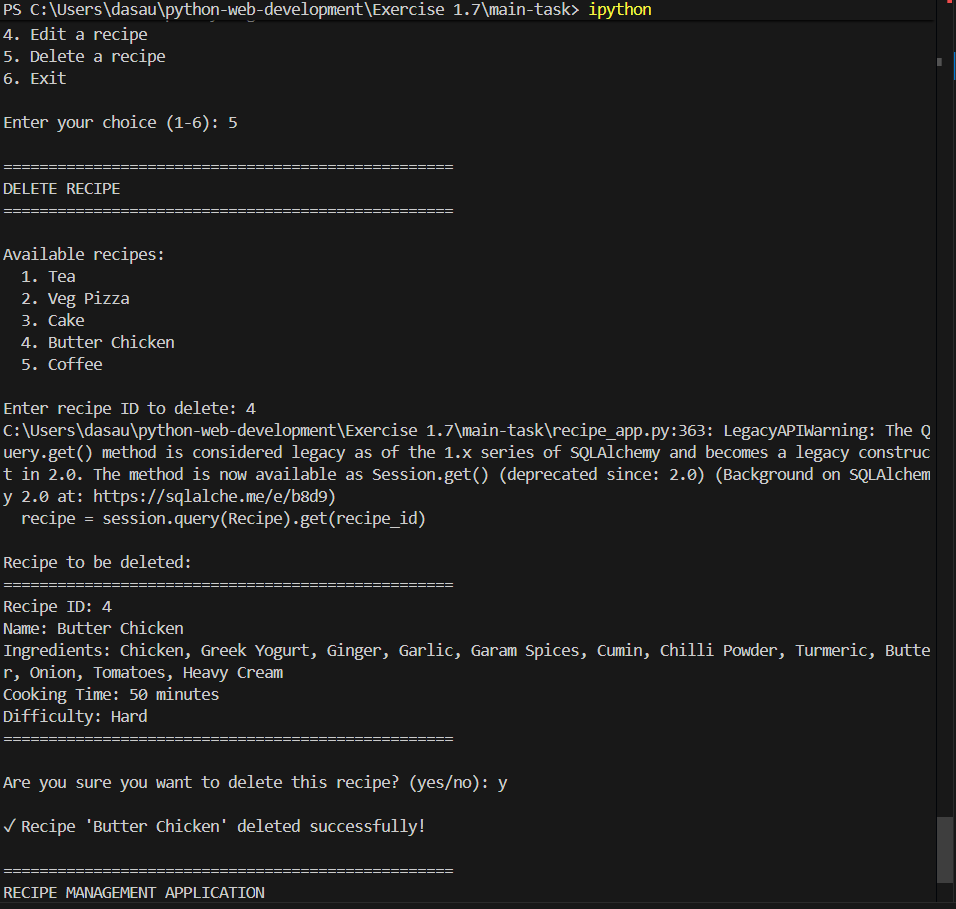 PS C:\Users\dasau\python-web-development\Exercise 1.7\main-task> ipython
4. Edit a recipe
5. Delete a recipe
6. Exit
Enter your choice (1-6): 5
==================================================
DELETE RECIPE
==================================================
Available recipes:
1. Tea
2. Veg Pizza
3. Cake
4. Butter Chicken
5. Coffee
Enter recipe ID to delete: 4
C:\Users\dasau\python-web-development\Exercise 1.7\main-task\recipe_app.py:363: LegacyAPIWarning: The Q
uery.get() method is considered legacy as of the 1.x series of SQLAlchemy and becomes a legacy construc
t in 2.0. The method is now available as Session.get() (deprecated since: 2.0) (Background on SQLAlchem
y 2.0 at: https://sqlalche.me/e/b8d9)
recipe = session.query(Recipe).get(recipe_id)
Recipe to be deleted:
==================================================
Recipe ID: 4
Name: Butter Chicken
Ingredients: Chicken, Greek Yogurt, Ginger, Garlic, Garam Spices, Cumin, Chilli Powder, Turmeric, Butte
r, Onion, Tomatoes, Heavy Cream
Cooking Time: 50 minutes
Difficulty: Hard
==================================================
Are you sure you want to delete this recipe? (yes/no): y
✓ Recipe 'Butter Chicken' deleted successfully!
==================================================
RECIPE MANAGEMENT APPLICATION